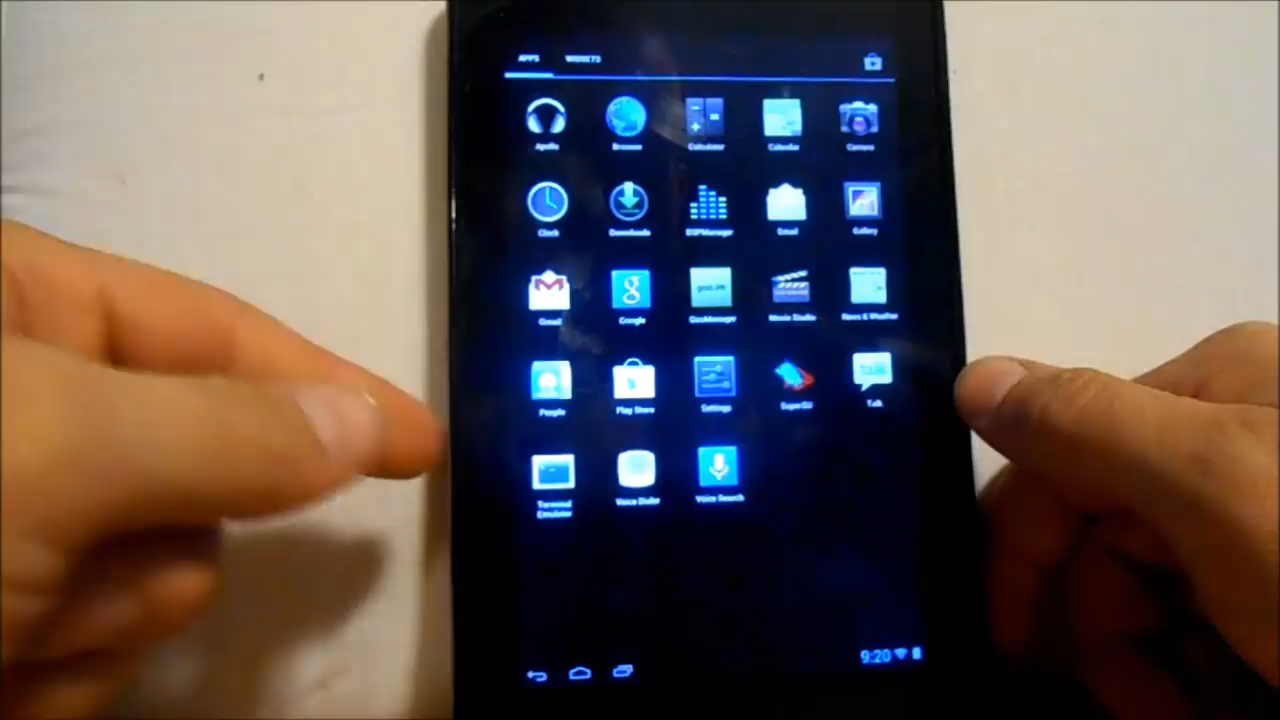 APPS WIDGETS
Apollo Browser Calculator Calendar Camera
Clock Downloads DSPManager Email Gallery
g
Gmail Google GooManager Movie Studio News & Weather
talk
People Play Store Settings SuperSU Talk
Terminal Voice Dialer Voice Search
Emulator
9:20